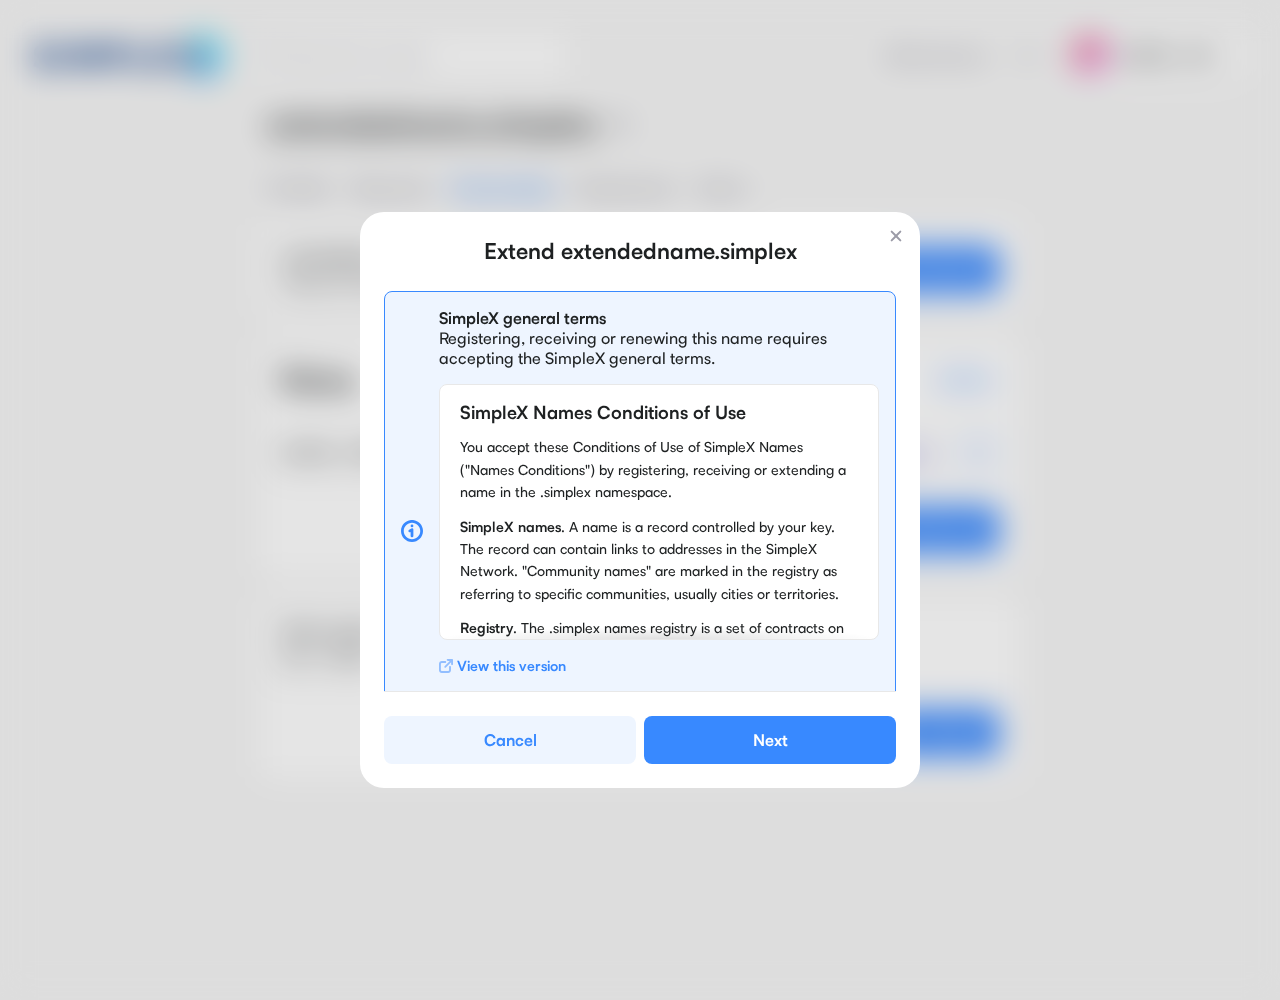 Extend extendedname.simplex
SimpleX general terms
Registering, receiving or renewing this name requires
accepting the SimpleX general terms.
SimpleX Names Conditions of Use
You accept these Conditions of Use of SimpleX Names
("Names Conditions") by registering, receiving or extending a
name in the .simplex namespace.
SimpleX names. A name is a record controlled by your key.
The record can contain links to addresses in the SimpleX
Network. "Community names" are marked in the registry as
referring to specific communities, usually cities or territories.
Registry. The .simplex names registry is a set of contracts on
View this version
Cancel
Next